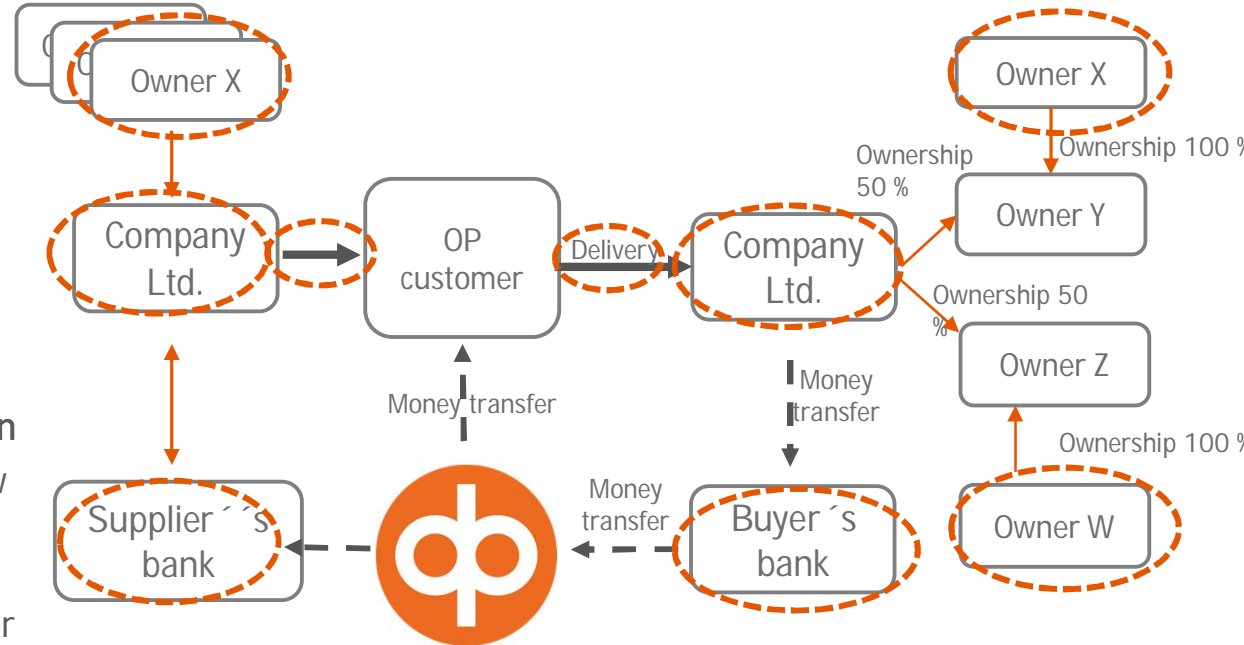 O
O
Owner X
Owner X
Ownership 100 %
Ownership
50 %
Owner Y
Company
Ltd.
OP
customer
Delivery
Company
Ltd.
Ownership 50
%
Owner Z
Money transfer
Money
transfer
Ownership 100 %
Supplier´´s
bank
Money
transfer
Buyer´s
bank
Owner W